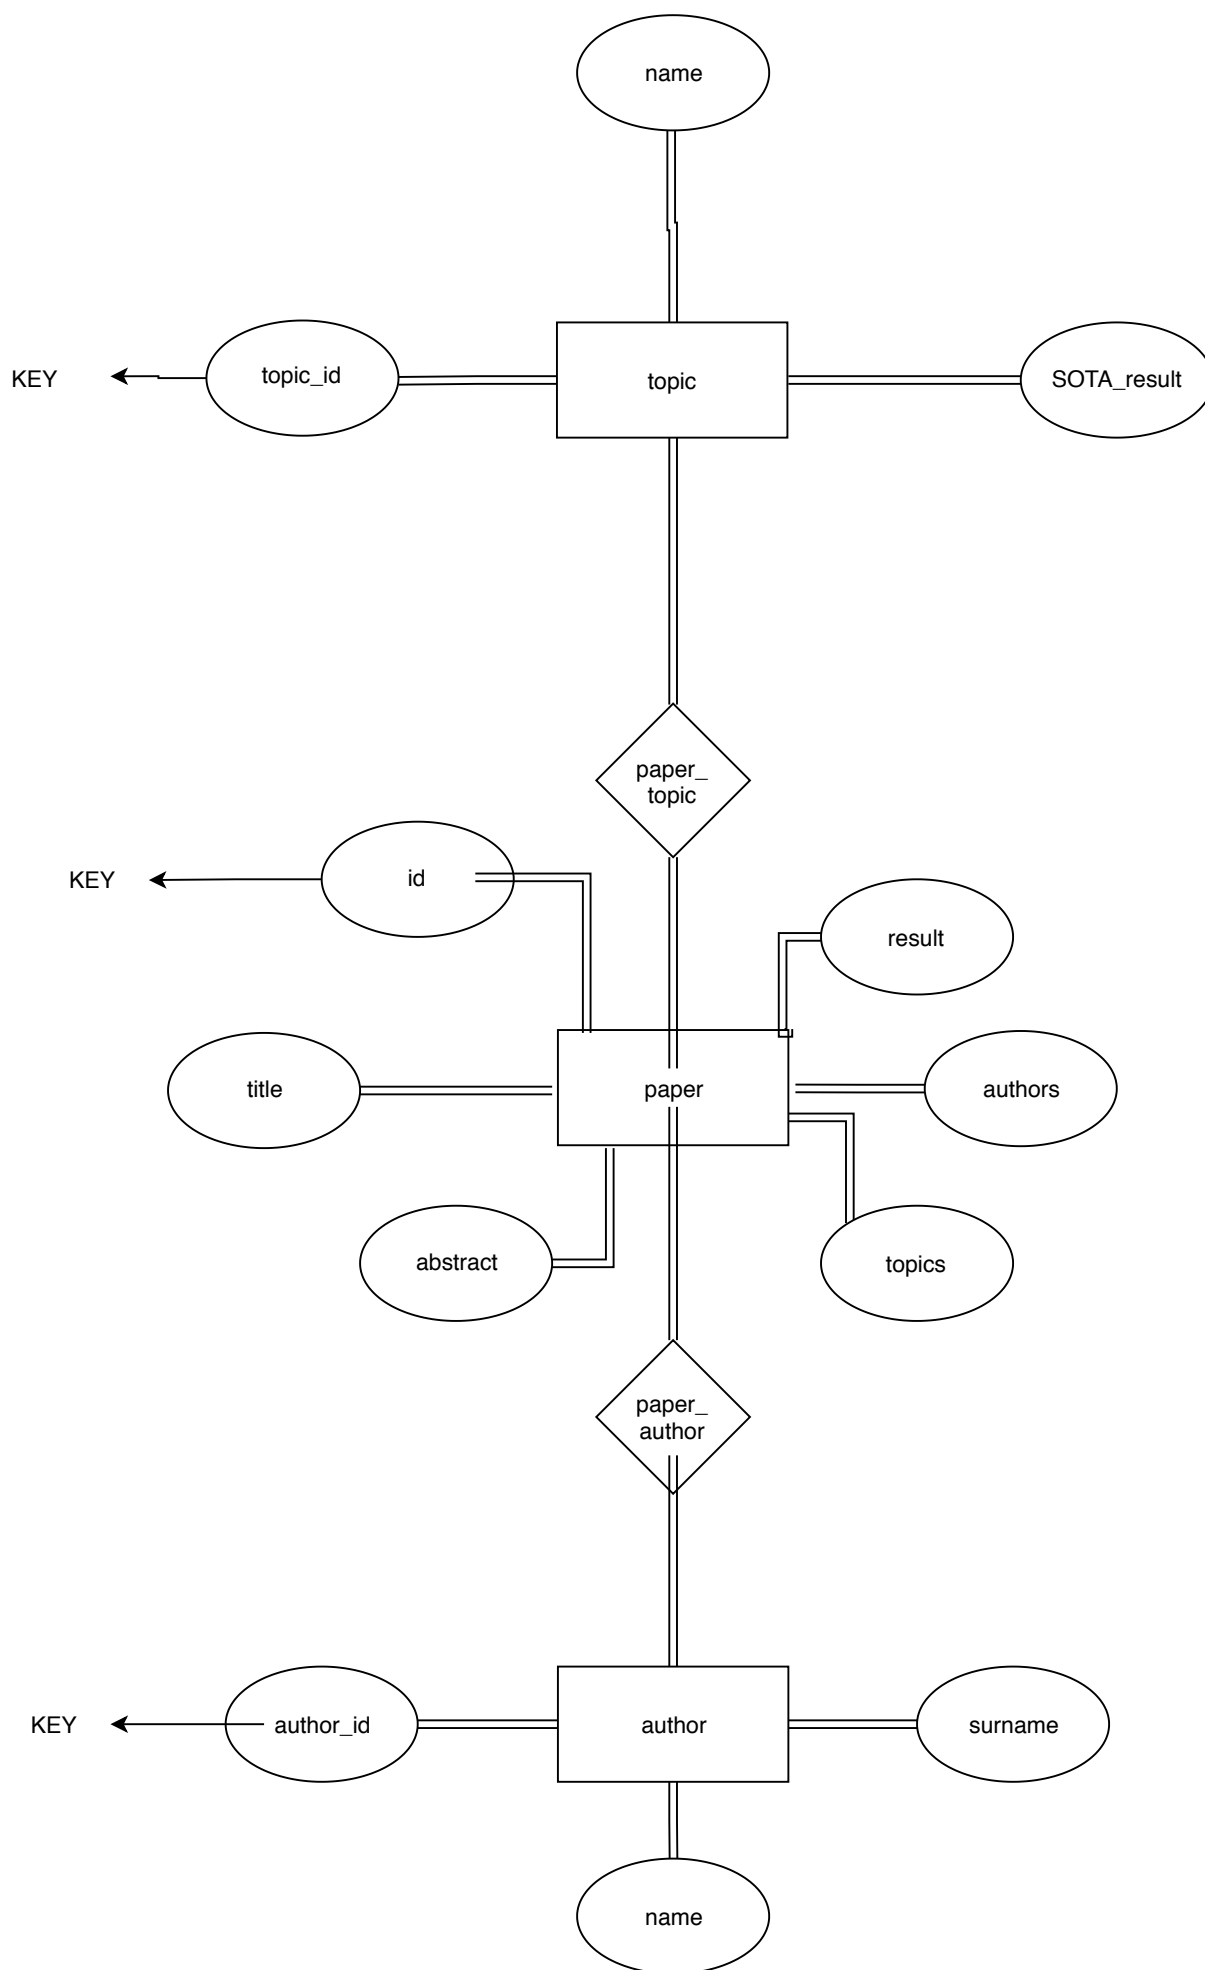 name
KEY
topic_id
topic
SOTA_result
paper_
topic
KEY
id
result
title
paper
authors
abstract
topics
paper_
author
KEY
author_id
author
surname
name